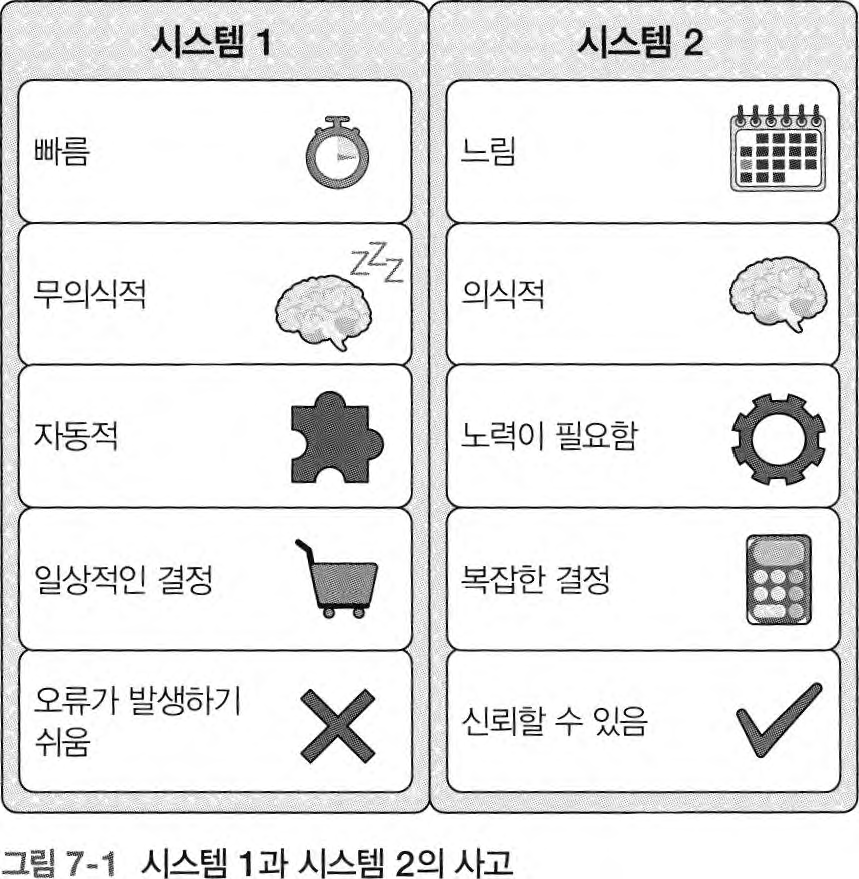 시스템 1
빠름
무의식적
zzz
자동적
일상적인 결정
오류가 발생하기
쉬움
시스템 2
느림
의식적
노력이 필요함
복잡한 결정
신뢰할 수 있음
그림 7-1 시스템 1과 시스템 2의 사고